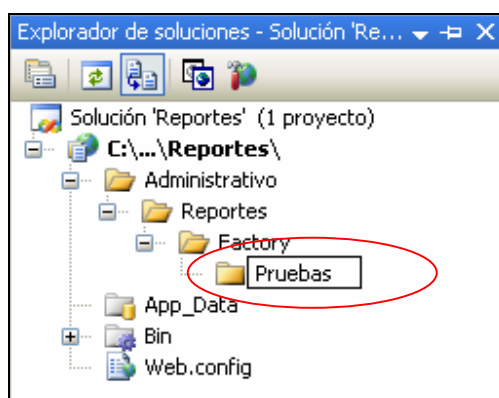 Explorador de soluciones - Solución 'Re...
Solución 'Reportes' (1 proyecto)
C:\...\Reportes\
Administrativo
Reportes
Factory
Pruebas
App_Data
Bin
Web.config